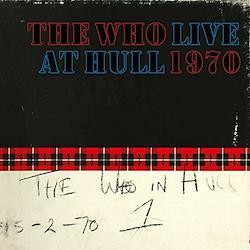 THE WHO LIVE
AT HULL 1970
THE WHO IN HULL
15-2-70 1